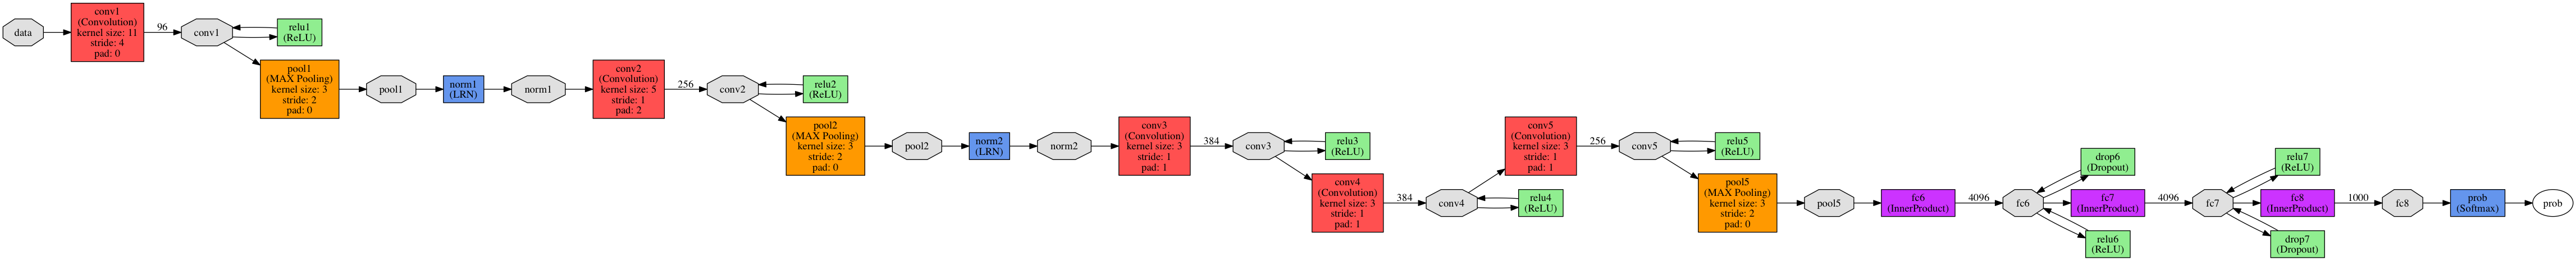 data
conv1
(Convolution)
kernel size: 11
stride: 4
pad: 0
96
conv1
relu1
(ReLU)
pool1
(MAX Pooling)
kernel size: 3
stride: 2
pad: 0
pool1
norm1
(LRN)
norm1
conv2
(Convolution)
kernel size: 5
stride: 1
pad: 2
256
conv2
relu2
(ReLU)
pool2
(MAX Pooling)
kernel size: 3
stride: 2
pad: 0
pool2
norm2
(LRN)
norm2
conv3
(Convolution)
kernel size: 3
stride: 1
pad: 1
384
conv3
relu3
(ReLU)
conv4
(Convolution)
kernel size: 3
stride: 1
pad: 1
384
conv4
relu4
(ReLU)
conv5
(Convolution)
kernel size: 3
stride: 1
pad: 1
256
conv5
relu5
(ReLU)
pool5
(MAX Pooling)
kernel size: 3
stride: 2
pad: 0
pool5
fc6
(InnerProduct)
4096
fc6
drop6
(Dropout)
relu6
(ReLU)
fc7
(InnerProduct)
4096
fc7
relu7
(ReLU)
drop7
(Dropout)
fc8
(InnerProduct)
1000
fc8
prob
(Softmax)
prob